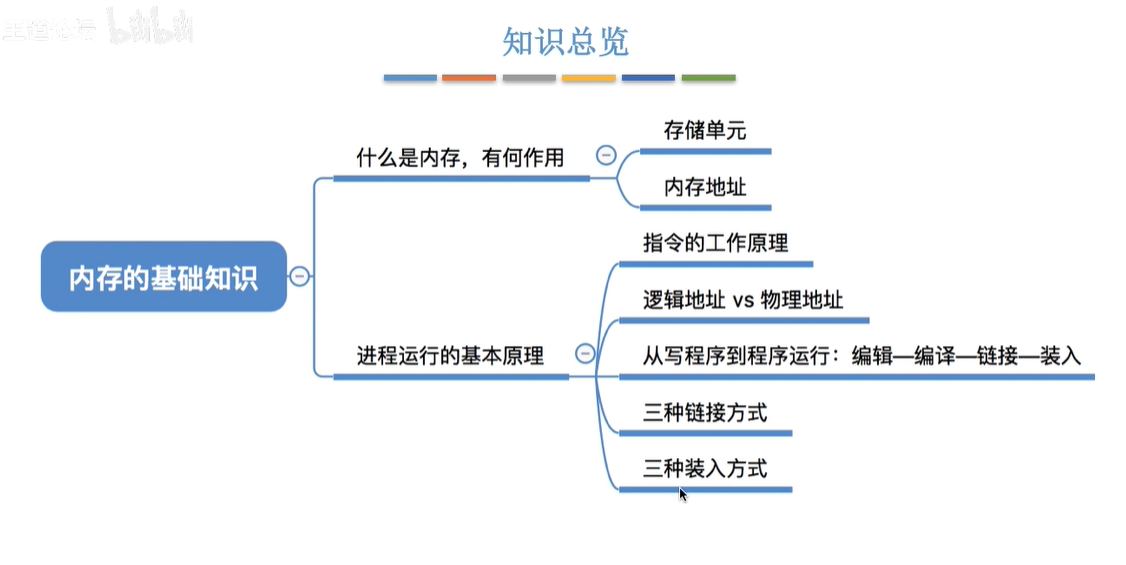 王道论坛 bilibili
知识总览
存储单元
什么是内存，有何作用
内存地址
指令的工作原理
内存的基础知识
逻辑地址 vs 物理地址
进程运行的基本原理
从写程序到程序运行：编辑—编译—链接—装入
三种链接方式
三种装入方式